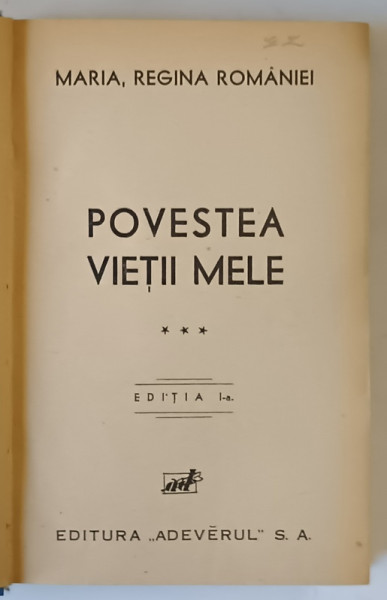 MARIA, REGINA ROMÂNIEI
POVESTEA
VIEȚII MELE
* * *
EDIȚIA I-a.
EDITURA „ADEVĔRUL" S. A.